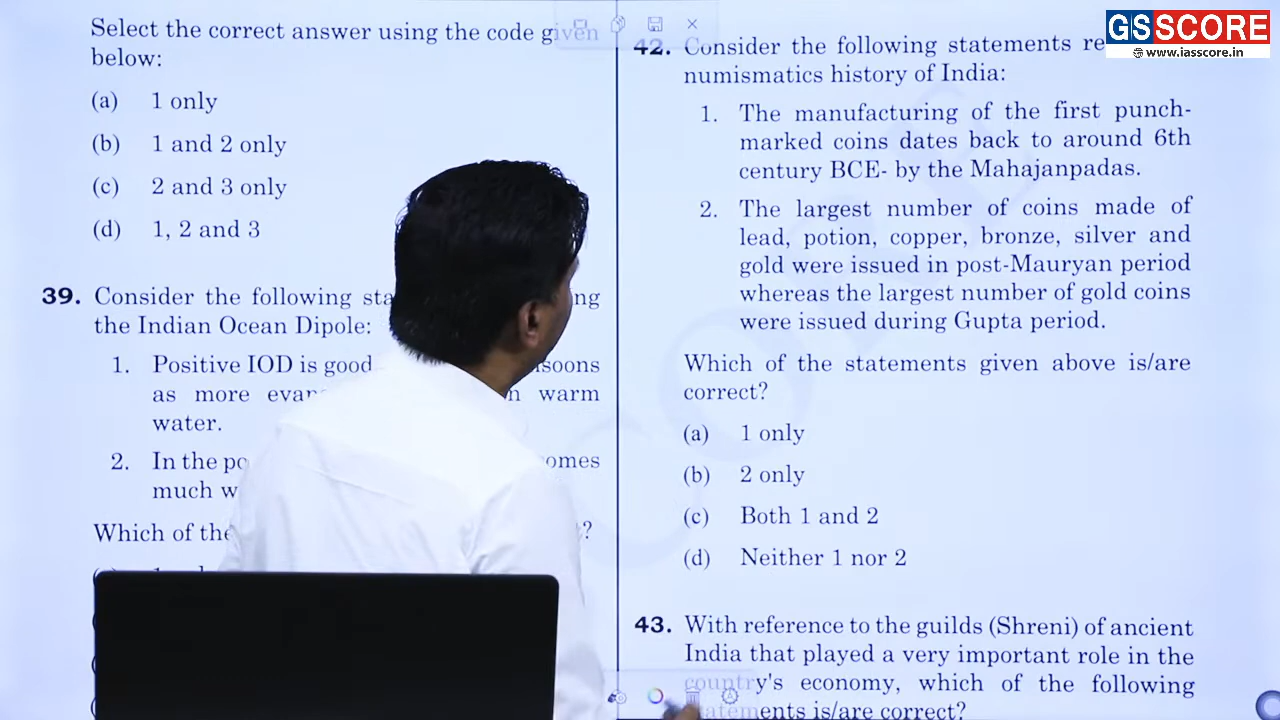 Select the correct answer using the code given
below:
(a) 1 only
(b) 1 and 2 only
(c) 2 and 3 only
(d) 1, 2 and 3
39. Consider the following
the Indian Ocean Dipole:
1. Positive IOD is good
as more warm
water.
2. In the
much
Which of the
42. Consider the following statements
numismatics history of India:
1. The manufacturing of the first punch-
marked coins dates back to around 6th
century BCE- by the Mahajanpadas.
2. The largest number of coins made of
lead, potion, copper, bronze, silver and
gold were issued in post-Mauryan period
whereas the largest number of gold coins
were issued during Gupta period.
Which of the statements given above is/are
correct?
(a) 1 only
(b) 2 only
(c) Both 1 and 2
(d) Neither 1 nor 2
43. With reference to the guilds (Shreni) of ancient
India that played a very important role in the
country's economy, which of the following
statements is/are correct?
GSSCORE
www.iasscore.in